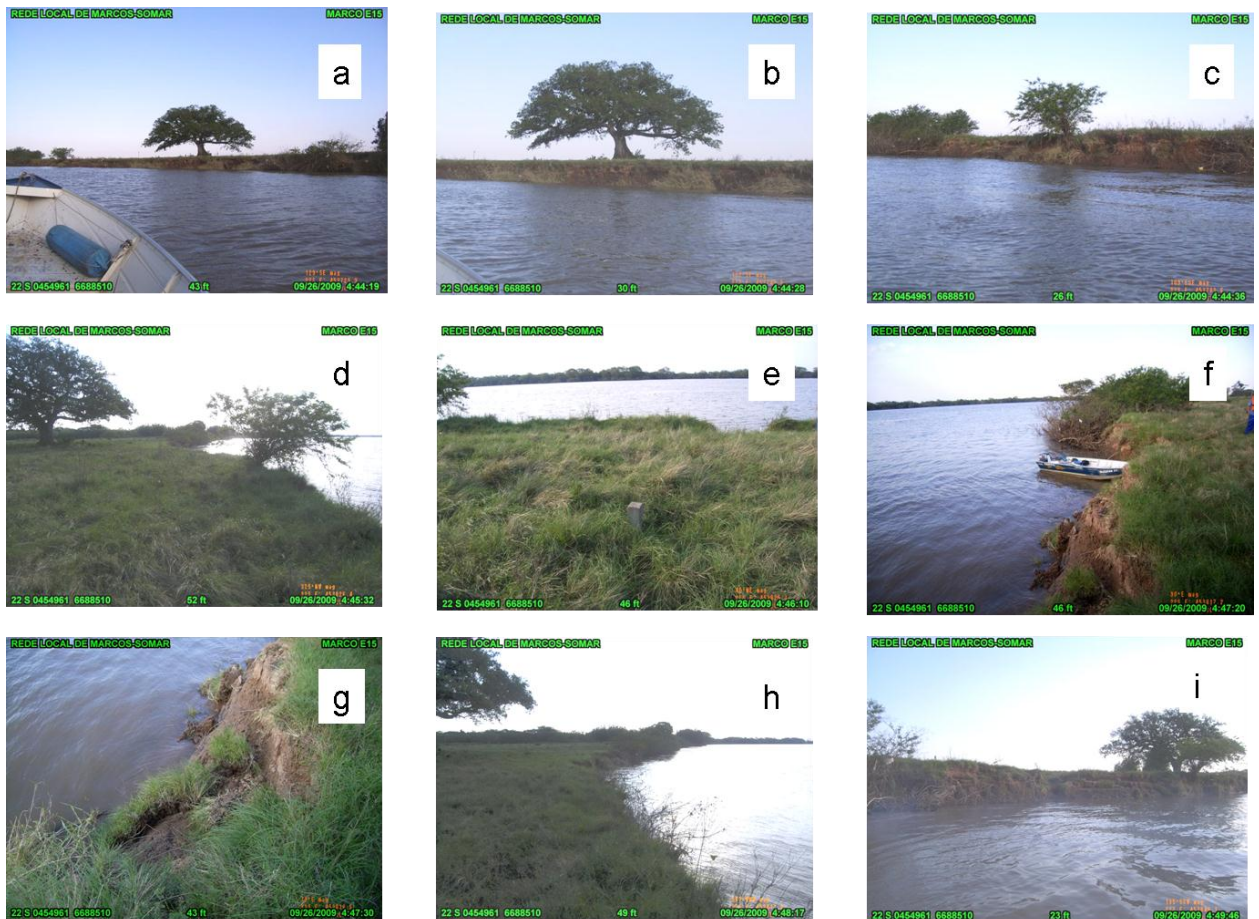 REDE LOCAL DE MARCOS-SOMAR MARCO E15
a
22 S 0454961 6688510 43 ft 09/26/2009 4:44:19
REDE LOCAL DE MARCOS-SOMAR MARCO E15
b
22 S 0454961 6688510 30 ft 09/26/2009 4:44:28
REDE LOCAL DE MARCOS-SOMAR MARCO E15
c
22 S 0454961 6688510 26 ft 09/26/2009 4:44:36
REDE LOCAL DE MARCOS-SOMAR MARCO E15
d
22 S 0454961 6688510 52 ft 09/26/2009 4:45:32
REDE LOCAL DE MARCOS-SOMAR MARCO E15
e
22 S 0454961 6688510 46 ft 09/26/2009 4:46:10
REDE LOCAL DE MARCOS-SOMAR MARCO E15
f
22 S 0454961 6688510 46 ft 09/26/2009 4:47:20
REDE LOCAL DE MARCOS-SOMAR MARCO E15
g
22 S 0454961 6688510 43 ft 09/26/2009 4:47:30
REDE LOCAL DE MARCOS-SOMAR MARCO E15
h
22 S 0454961 6688510 49 ft 09/26/2009 4:48:17
REDE LOCAL DE MARCOS-SOMAR MARCO E15
i
22 S 0454961 6688510 23 ft 09/26/2009 4:49:46